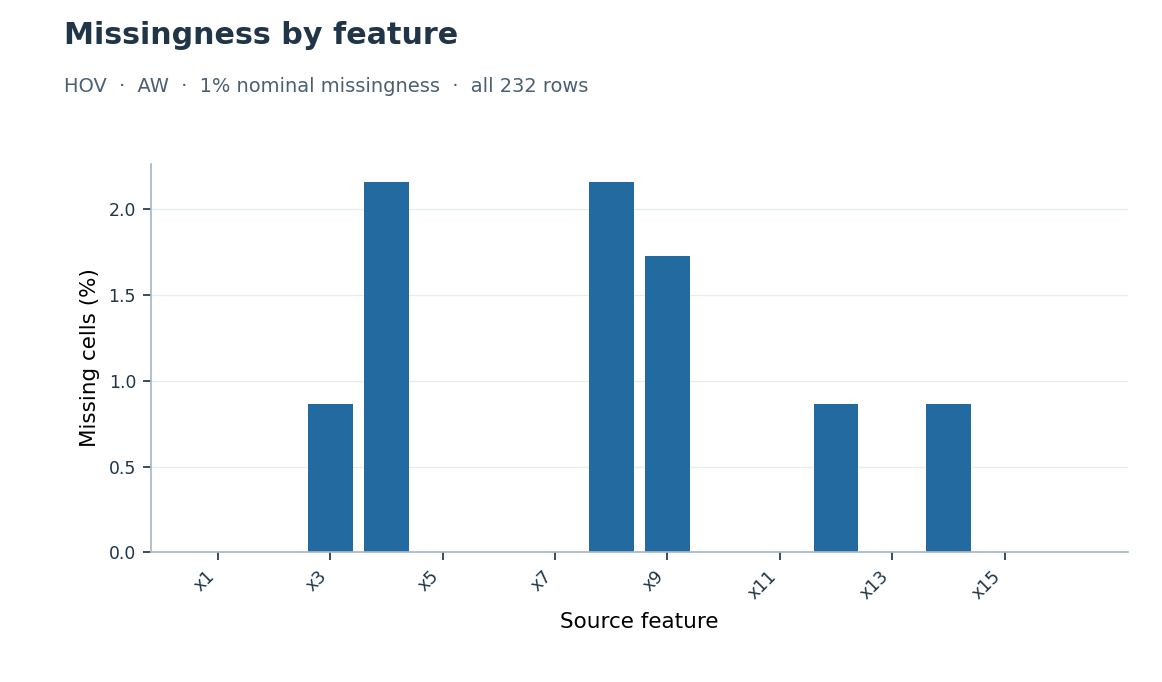 Missingness by feature
HOV · AW · 1% nominal missingness · all 232 rows
Missing cells (%)
2.0
1.5
1.0
0.5
0.0
x1 x3 x5 x7 x9 x11 x13 x15
Source feature